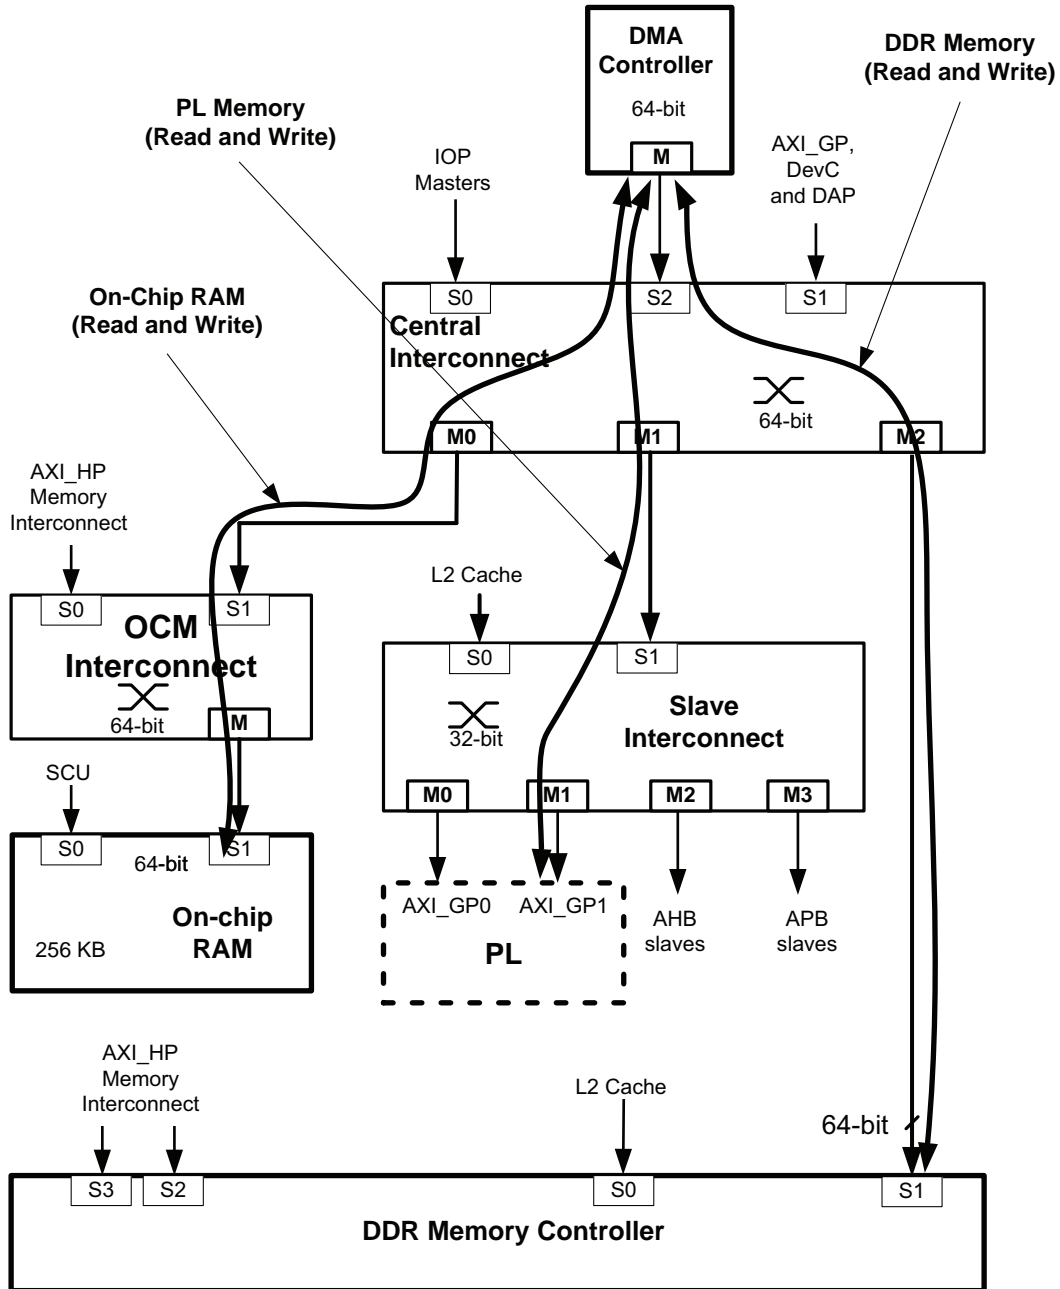 DMA
Controller
64-bit
M
DDR Memory
(Read and Write)
PL Memory
(Read and Write)
IOP
Masters
AXI_GP,
DevC
and DAP
On-Chip RAM
(Read and Write)
S0
S2
S1
Central
Interconnect
64-bit
M0
M1
M2
AXI_HP
Memory
Interconnect
L2 Cache
S0
S1
OCM
Interconnect
64-bit
M
S0
S1
32-bit
Slave
Interconnect
M0
M1
M2
M3
SCU
S0
S1
64-bit
On-chip
RAM
256 KB
AXI_GP0
AXI_GP1
PL
AHB
slaves
APB
slaves
AXI_HP
Memory
Interconnect
L2 Cache
64-bit
S3
S2
S0
S1
DDR Memory Controller